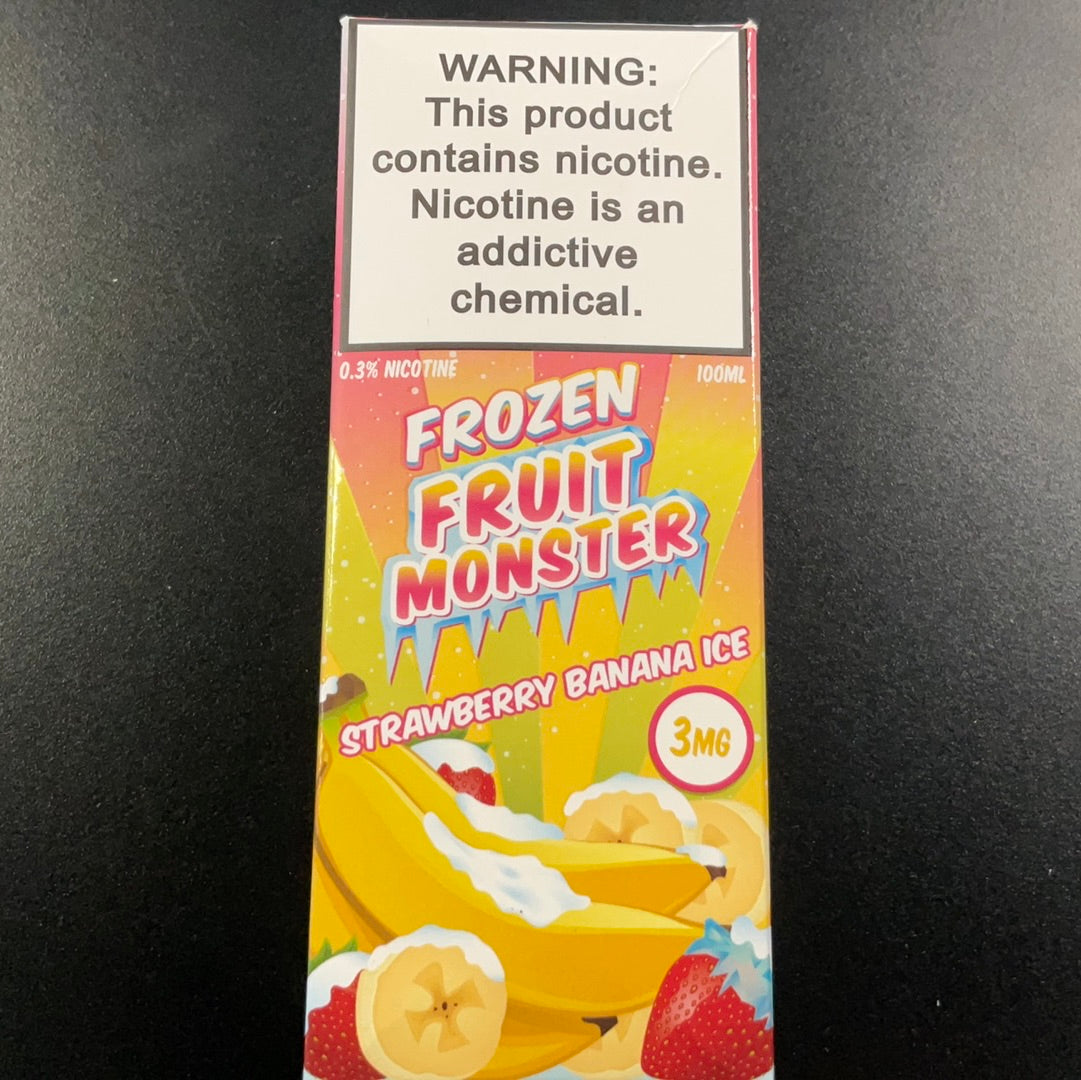 WARNING:
This product
contains nicotine.
Nicotine is an
addictive
chemical.
0.3% NICOTINE
100ML
FROZEN
FRUIT
MONSTER
STRAWBERRY BANANA ICE
3MG